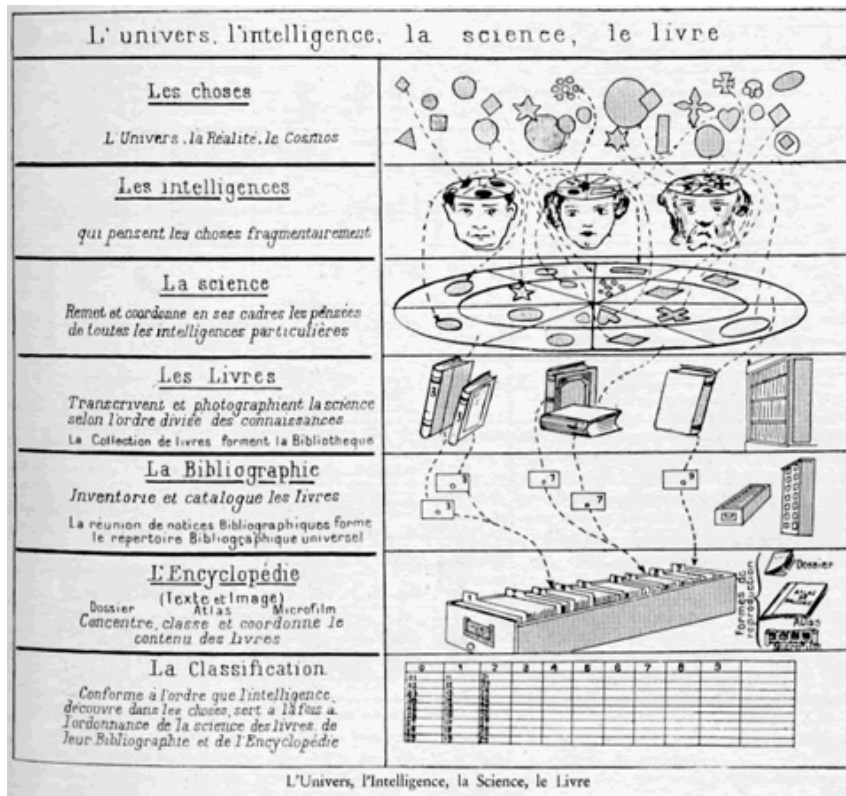 L'univers, l'intelligence, la science, le livre
Les choses
L'Univers, la Réalité, le Cosmos
Les intelligences
qui pensent les choses fragmentairement
La science
Remet et coordonne en ses cadres les pensées
de toutes les intelligences particulières
Les Livres
Transcrivent et photographient la science
selon l'ordre divisé des connaissances
La Collection de livres forment la Bibliothèque
La Bibliographie
Inventorie et catalogue les livres
La réunion de notices Bibliographiques forme
le répertoire Bibliographique universel
7
7
9
L'Encyclopédie
(Texte et Image)
Dossier Atlas Microfilm
Concentre, classe et coordonne le
contenu des livres
Formes de
reproduction
Dossier
Atlas
Microfilm
La Classification
Conforme à l'ordre que l'intelligence
découvre dans les choses, sert à la fois à
l'ordonnance de la science des livres, de
leur Bibliographie et de l'Encyclopédie
0 1 2 3 4 5 6 7 8 9
L'Univers, l'Intelligence, la Science, le Livre